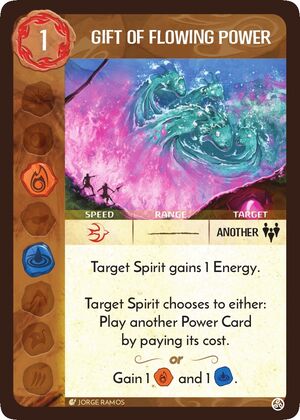 1
GIFT OF FLOWING POWER
SPEED RANGE TARGET
ANOTHER
Target Spirit gains 1 Energy.
Target Spirit chooses to either:
Play another Power Card
by paying its cost.
or
Gain 1 and 1 .
JORGE RAMOS